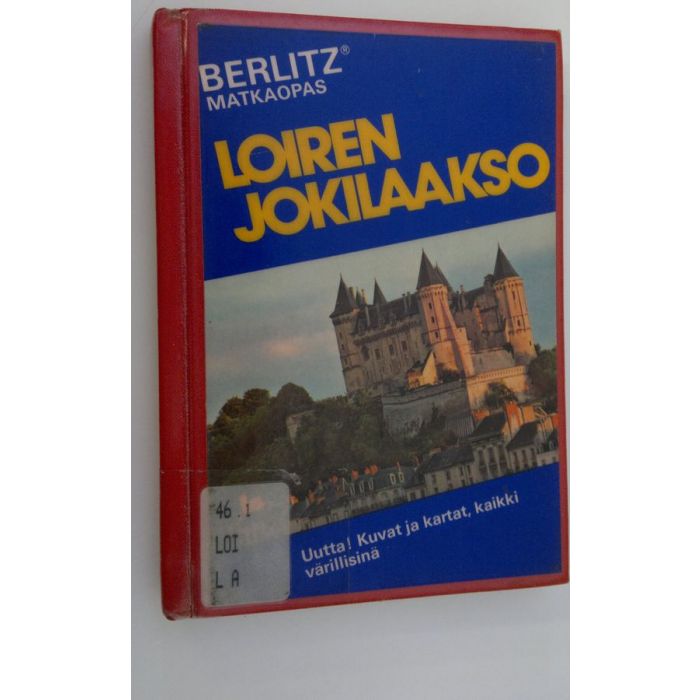 BERLITZ®
MATKAOPAS
LOIREN
JOKILAAKSO
Uutta! Kuvat ja kartat, kaikki
värillisinä
46.1
LOI
L A